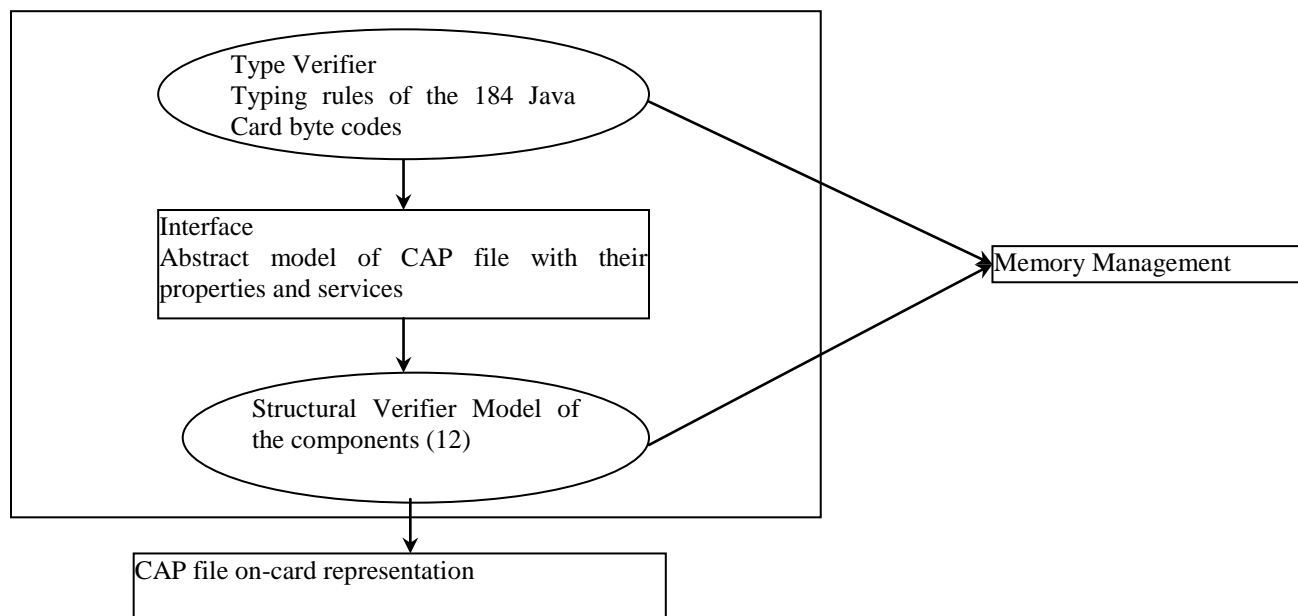 Type Verifier
Typing rules of the 184 Java
Card byte codes
Interface
Abstract model of CAP file with their
properties and services
Memory Management
Structural Verifier Model of
the components (12)
CAP file on-card representation